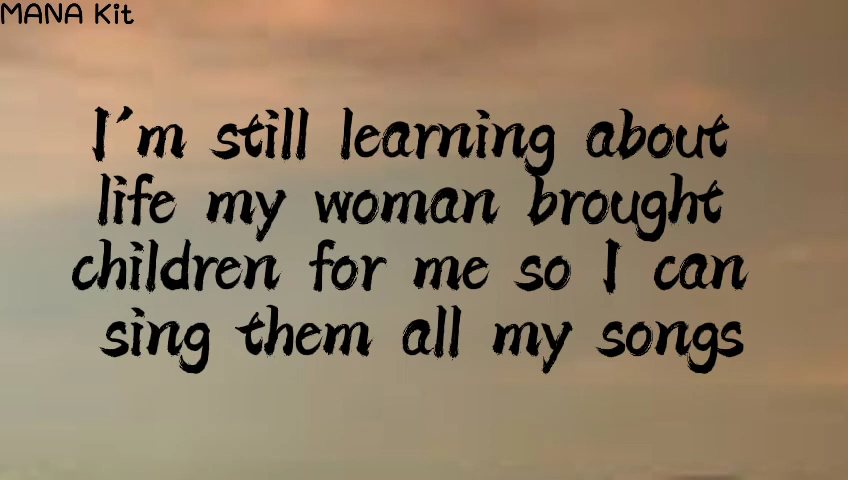 MANA Kit
I'm still learning about
life my woman brought
children for me so I can
sing them all my songs